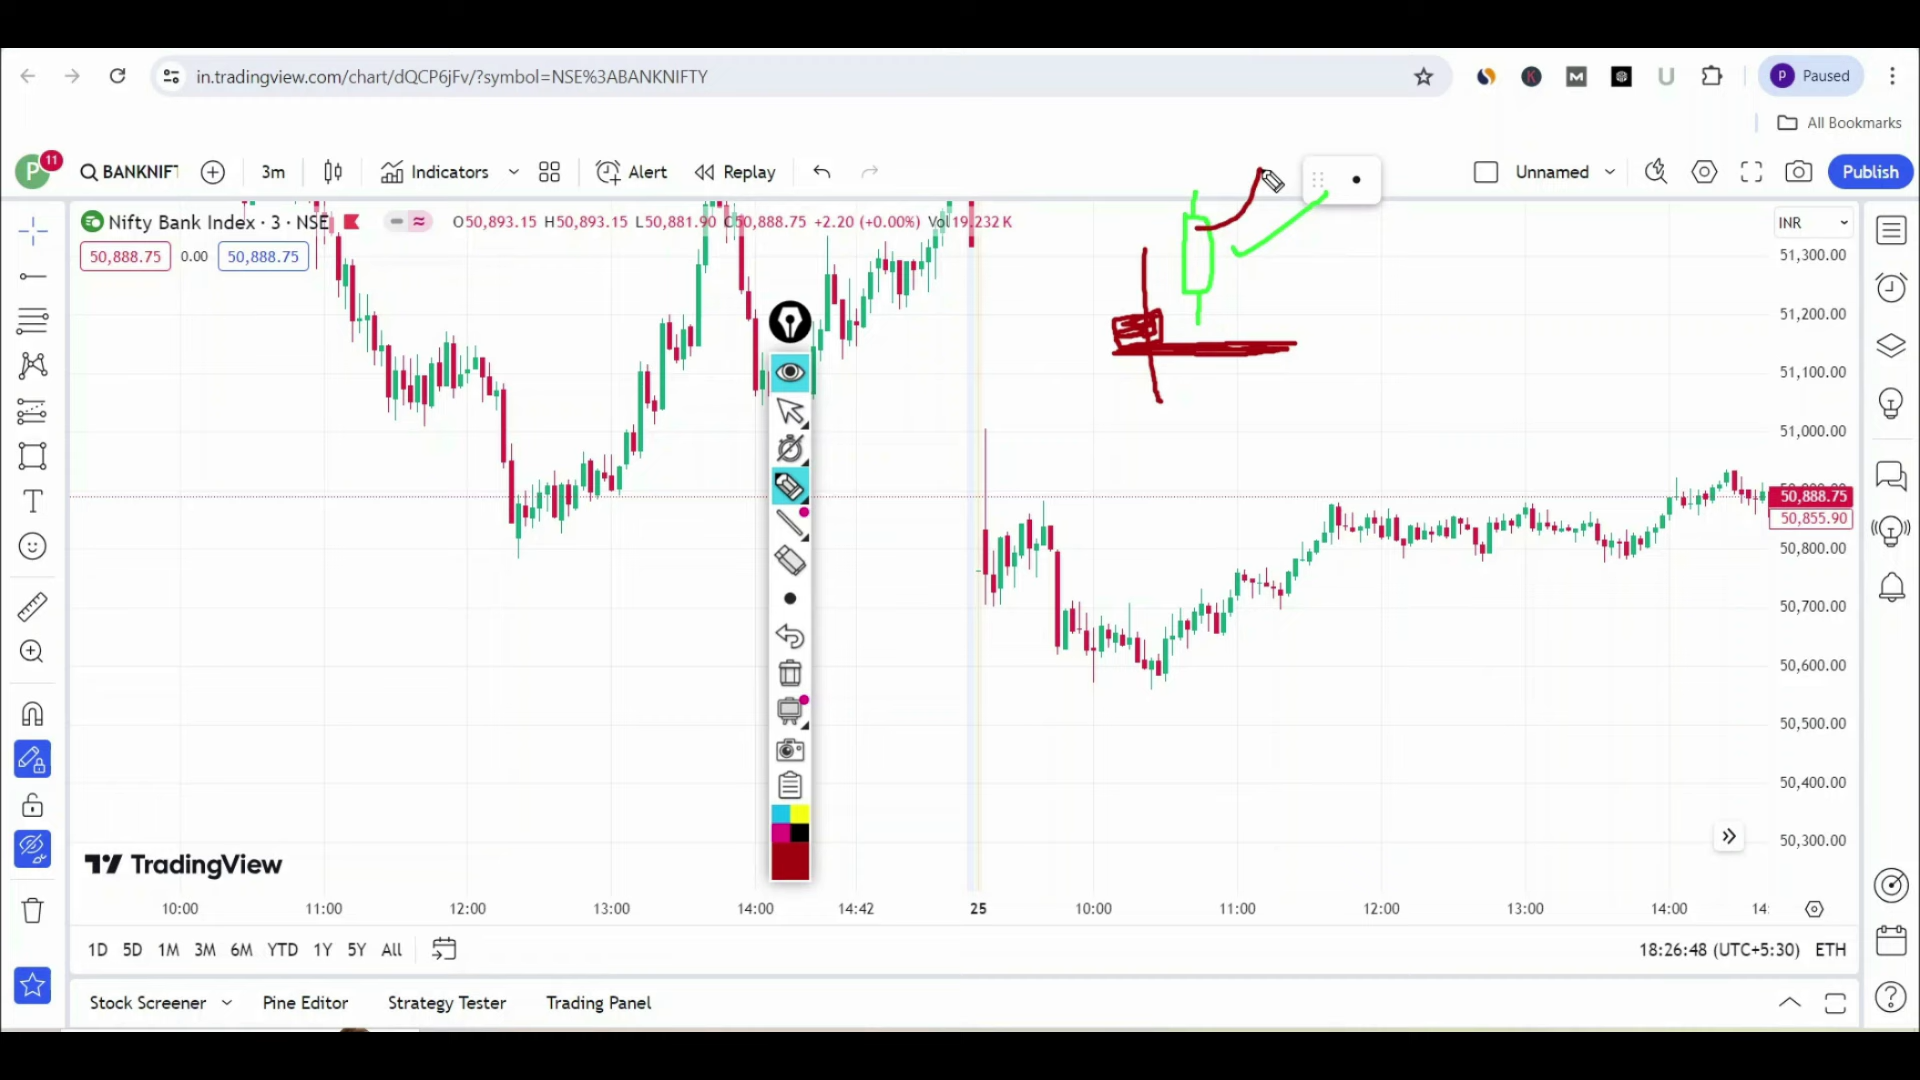 in.tradingview.com/chart/dQCP6jFv/?symbol=NSE%3ABANKNIFTY
K
M
U
P Paused
All Bookmarks
P 11
BANKNIFT
3m
Indicators
Alert
Replay
Unnamed
Publish
Nifty Bank Index · 3 · NSE
O50,893.15 H50,893.15 L50,881.90 C50,888.75 +2.20 (+0.00%) Vol19.232 K
INR
50,888.75 0.00 50,888.75
51,300.00
51,200.00
51,100.00
51,000.00
50,888.75
50,855.90
50,800.00
50,700.00
50,600.00
50,500.00
50,400.00
50,300.00
TradingView
10:00 11:00 12:00 13:00 14:00 14:42 25 10:00 11:00 12:00 13:00 14:00 14:
1D 5D 1M 3M 6M YTD 1Y 5Y All
18:26:48 (UTC+5:30) ETH
Stock Screener Pine Editor Strategy Tester Trading Panel